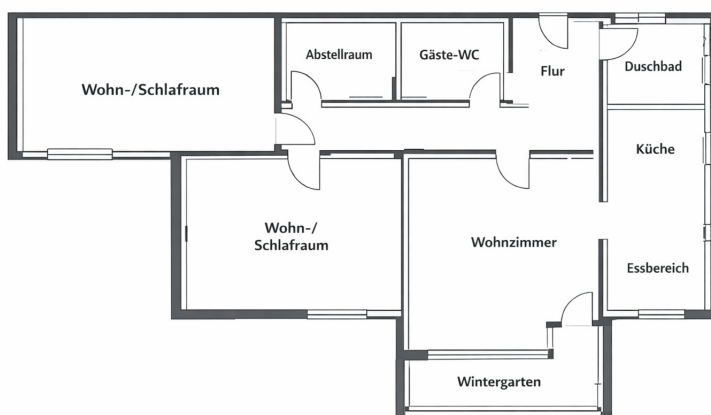 Abstellraum
Gäste-WC
Flur
Duschbad
Wohn-/Schlafraum
Küche
Wohn-/
Schlafraum
Wohnzimmer
Essbereich
Wintergarten